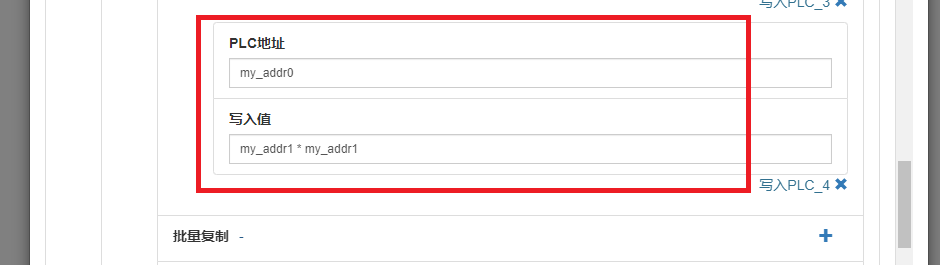 写入PLC_3 ✖
PLC地址
my_addr0
写入值
my_addr1 * my_addr1
写入PLC_4 ✖
批量复制 - +